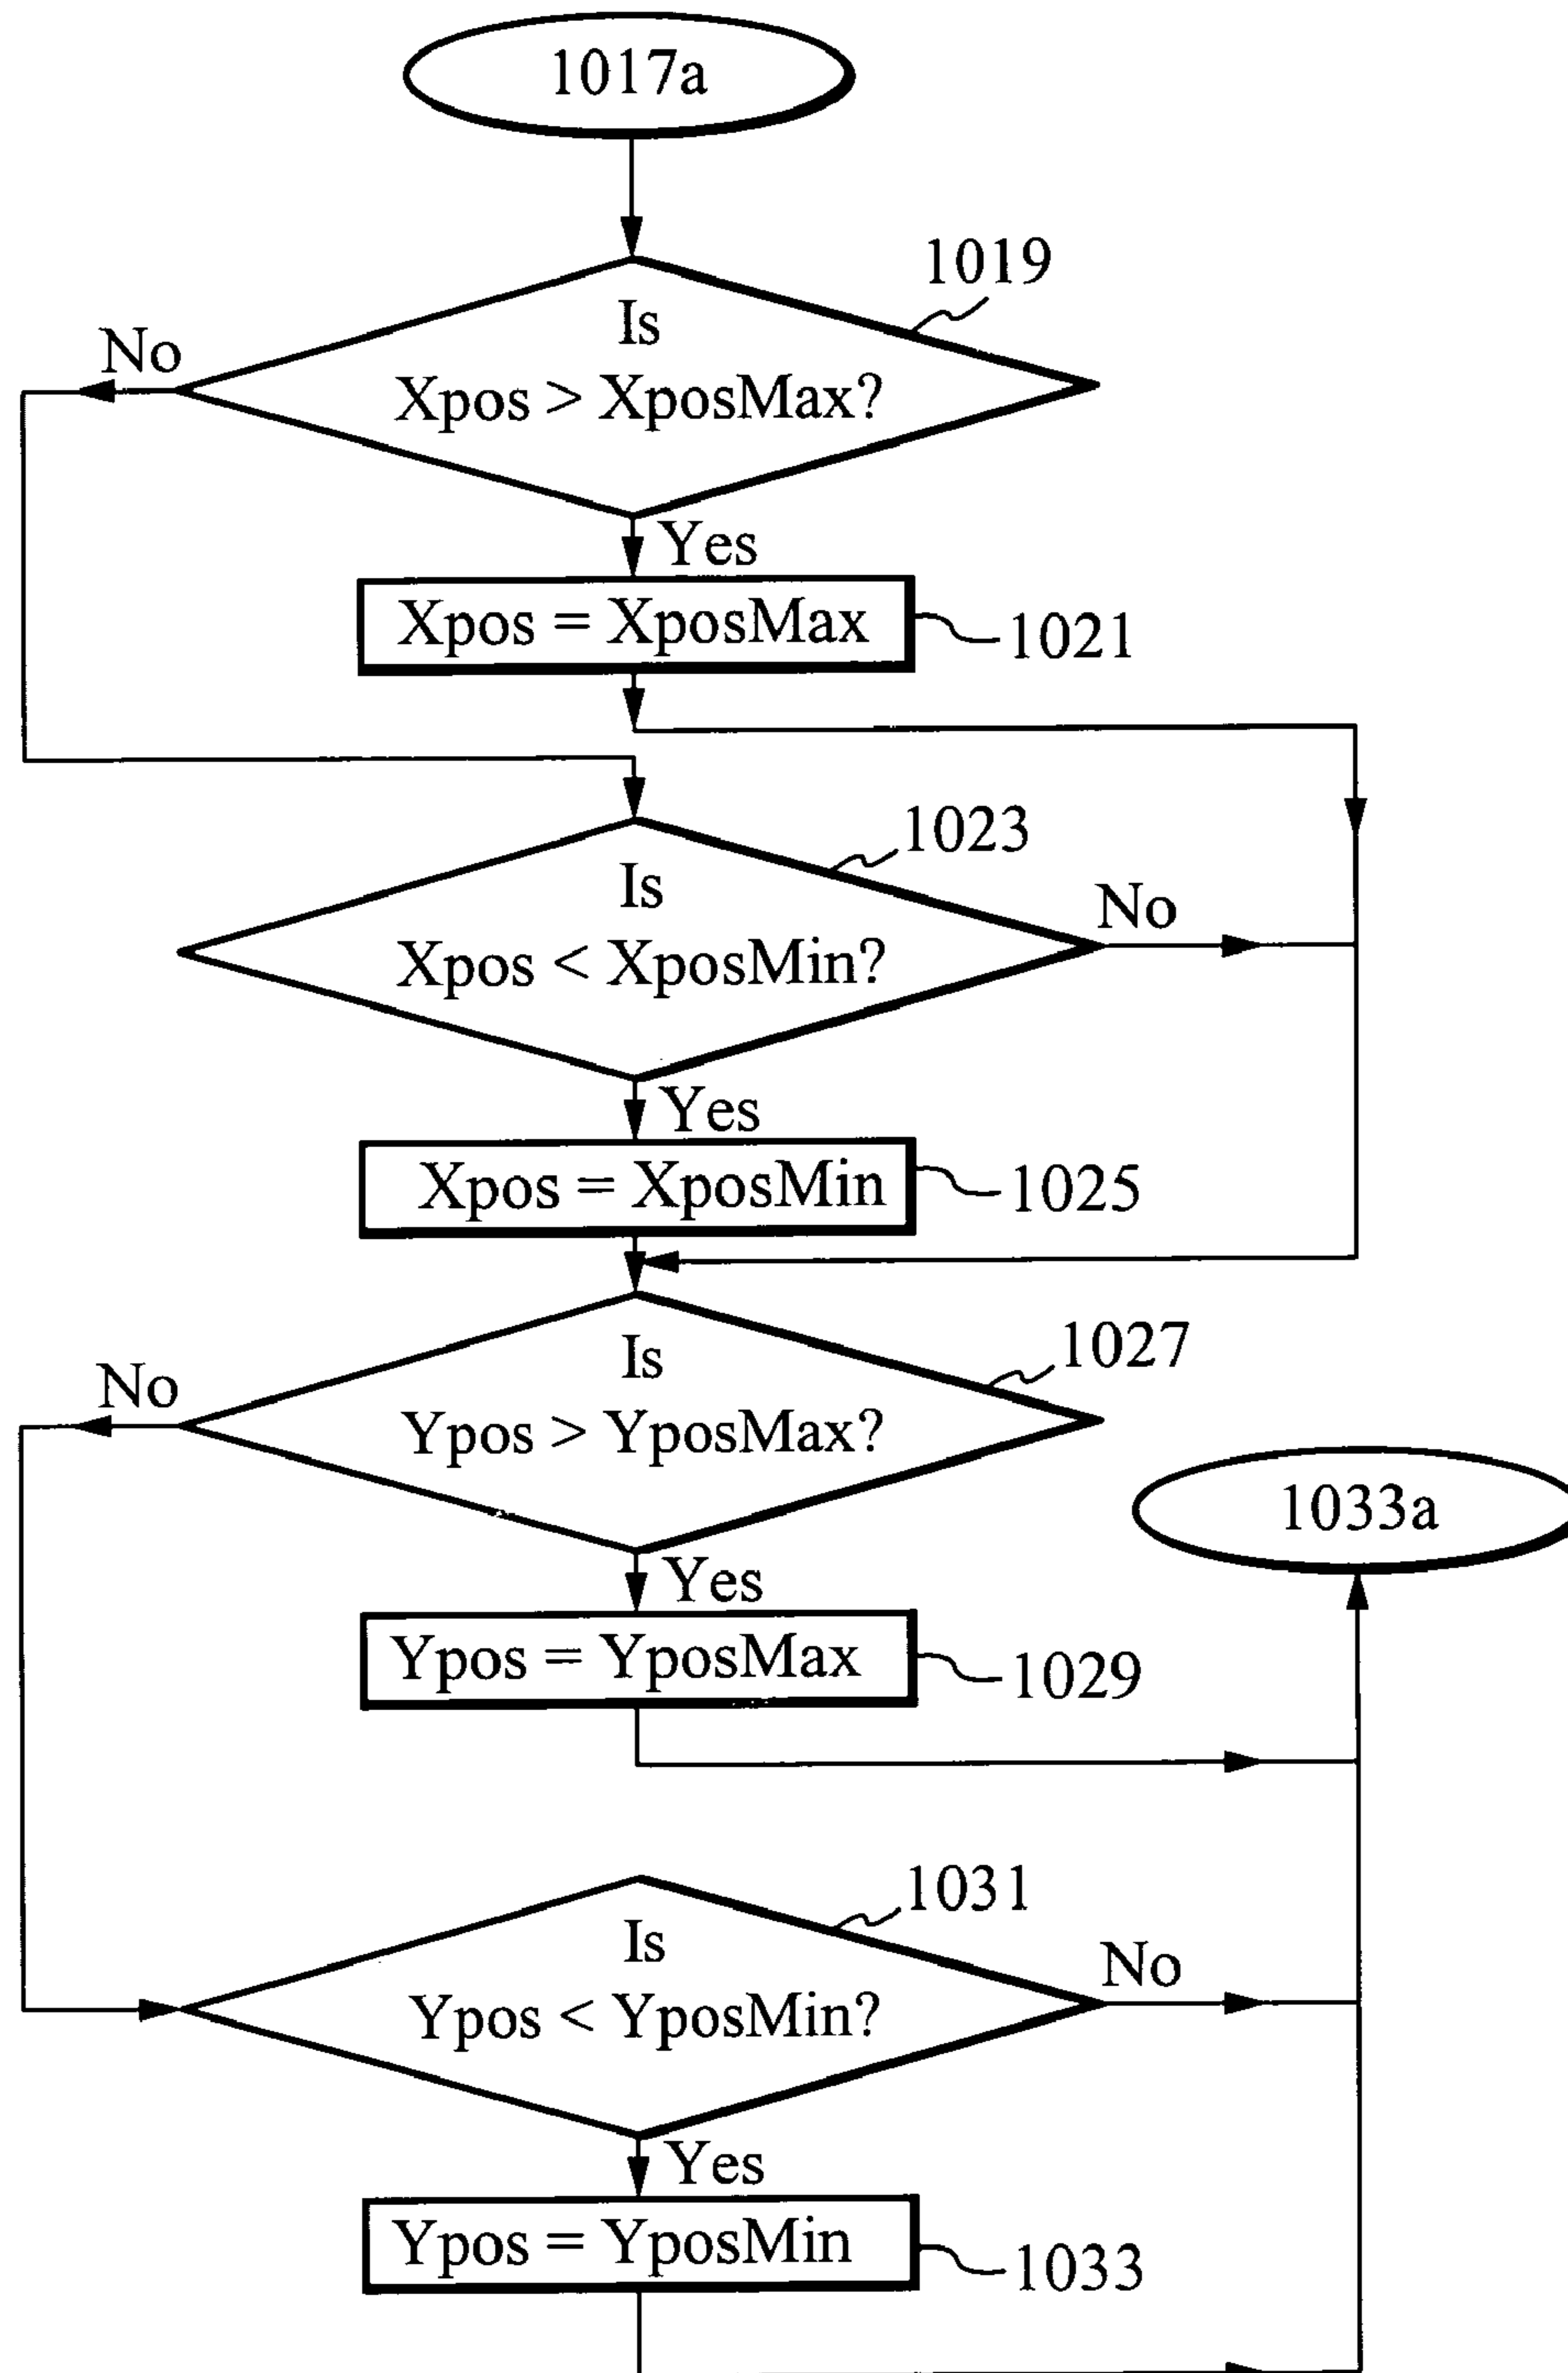 1017a
1019
No
Is
Xpos > XposMax?
Yes
Xpos = XposMax
1021
1023
Is
No
Xpos < XposMin?
Yes
Xpos = XposMin
1025
1027
Is
No
Ypos > YposMax?
1033a
Yes
Ypos = YposMax
1029
1031
Is
No
Ypos < YposMin?
Yes
Ypos = YposMin
1033